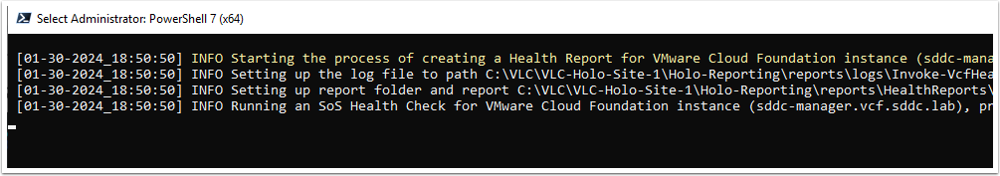 Select Administrator: PowerShell 7 (x64)
[01-30-2024_18:50:50] INFO Starting the process of creating a Health Report for VMware Cloud Foundation instance (sddc-mana
[01-30-2024_18:50:50] INFO Setting up the log file to path C:\VLC\VLC-Holo-Site-1\Holo-Reporting\reports\logs\Invoke-VcfHea
[01-30-2024_18:50:50] INFO Setting up report folder and report C:\VLC\VLC-Holo-Site-1\Holo-Reporting\reports\HealthReports\
[01-30-2024_18:50:50] INFO Running an SoS Health Check for VMware Cloud Foundation instance (sddc-manager.vcf.sddc.lab), pr